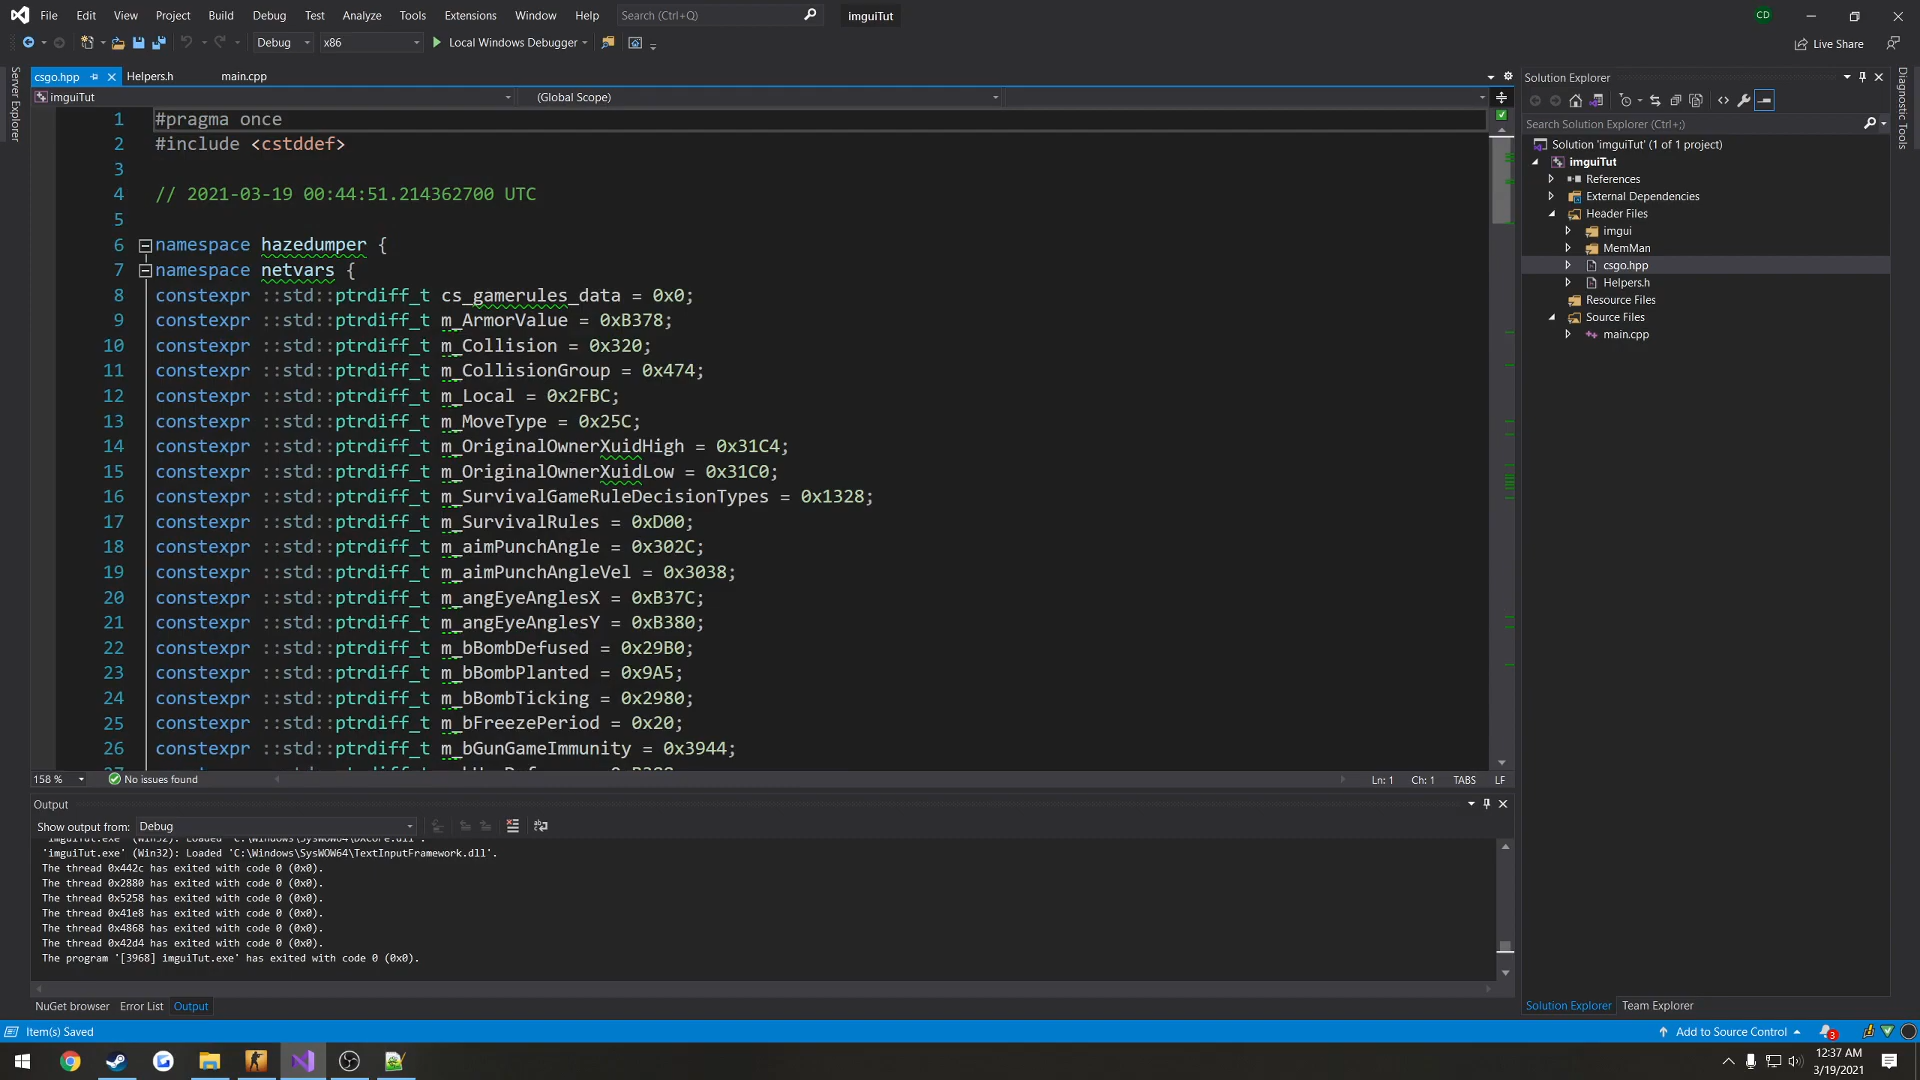 File Edit View Project Build Debug Test Analyze Tools Extensions Window Help Search (Ctrl+Q) imguiTut CD
Debug x86 Local Windows Debugger Live Share
Server Explorer
csgo.hpp Helpers.h main.cpp
imguiTut (Global Scope)
1 #pragma once
2 #include <cstddef>
3
4 // 2021-03-19 00:44:51.214362700 UTC
5
6 namespace hazedumper {
7 namespace netvars {
8 constexpr ::std::ptrdiff_t cs_gamerules_data = 0x0;
9 constexpr ::std::ptrdiff_t m_ArmorValue = 0xB378;
10 constexpr ::std::ptrdiff_t m_Collision = 0x320;
11 constexpr ::std::ptrdiff_t m_CollisionGroup = 0x474;
12 constexpr ::std::ptrdiff_t m_Local = 0x2FBC;
13 constexpr ::std::ptrdiff_t m_MoveType = 0x25C;
14 constexpr ::std::ptrdiff_t m_OriginalOwnerXuidHigh = 0x31C4;
15 constexpr ::std::ptrdiff_t m_OriginalOwnerXuidLow = 0x31C0;
16 constexpr ::std::ptrdiff_t m_SurvivalGameRuleDecisionTypes = 0x1328;
17 constexpr ::std::ptrdiff_t m_SurvivalRules = 0xD00;
18 constexpr ::std::ptrdiff_t m_aimPunchAngle = 0x302C;
19 constexpr ::std::ptrdiff_t m_aimPunchAngleVel = 0x3038;
20 constexpr ::std::ptrdiff_t m_angEyeAnglesX = 0xB37C;
21 constexpr ::std::ptrdiff_t m_angEyeAnglesY = 0xB380;
22 constexpr ::std::ptrdiff_t m_bBombDefused = 0x29B0;
23 constexpr ::std::ptrdiff_t m_bBombPlanted = 0x9A5;
24 constexpr ::std::ptrdiff_t m_bBombTicking = 0x2980;
25 constexpr ::std::ptrdiff_t m_bFreezePeriod = 0x20;
26 constexpr ::std::ptrdiff_t m_bGunGameImmunity = 0x3944;
158 % No issues found Ln: 1 Ch: 1 TABS LF
Output
Show output from: Debug
'imguiTut.exe' (Win32): Loaded 'C:\Windows\SysWOW64\DXCore.dll'.
'imguiTut.exe' (Win32): Loaded 'C:\Windows\SysWOW64\TextInputFramework.dll'.
The thread 0x442c has exited with code 0 (0x0).
The thread 0x2880 has exited with code 0 (0x0).
The thread 0x5258 has exited with code 0 (0x0).
The thread 0x41e8 has exited with code 0 (0x0).
The thread 0x4868 has exited with code 0 (0x0).
The thread 0x42d4 has exited with code 0 (0x0).
The program '[3968] imguiTut.exe' has exited with code 0 (0x0).
NuGet browser Error List Output
Solution Explorer
Search Solution Explorer (Ctrl+;)
Solution 'imguiTut' (1 of 1 project)
imguiTut
References
External Dependencies
Header Files
imgui
MemMan
csgo.hpp
Helpers.h
Resource Files
Source Files
main.cpp
Solution Explorer Team Explorer
Diagnostic Tools
Item(s) Saved Add to Source Control 3
12:37 AM
3/19/2021